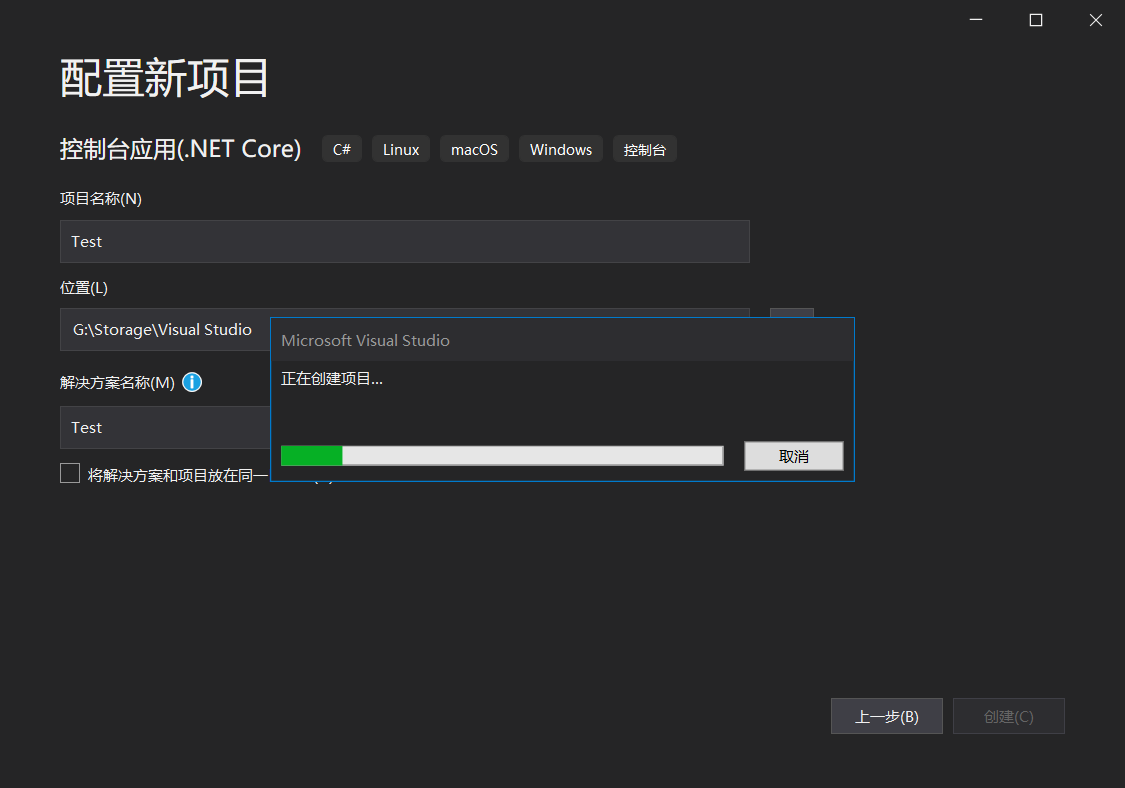 配置新项目
控制台应用(.NET Core) C# Linux macOS Windows 控制台
项目名称(N)
Test
位置(L)
G:\Storage\Visual Studio
Microsoft Visual Studio
正在创建项目...
取消
解决方案名称(M)
Test
将解决方案和项目放在同一
上一步(B) 创建(C)